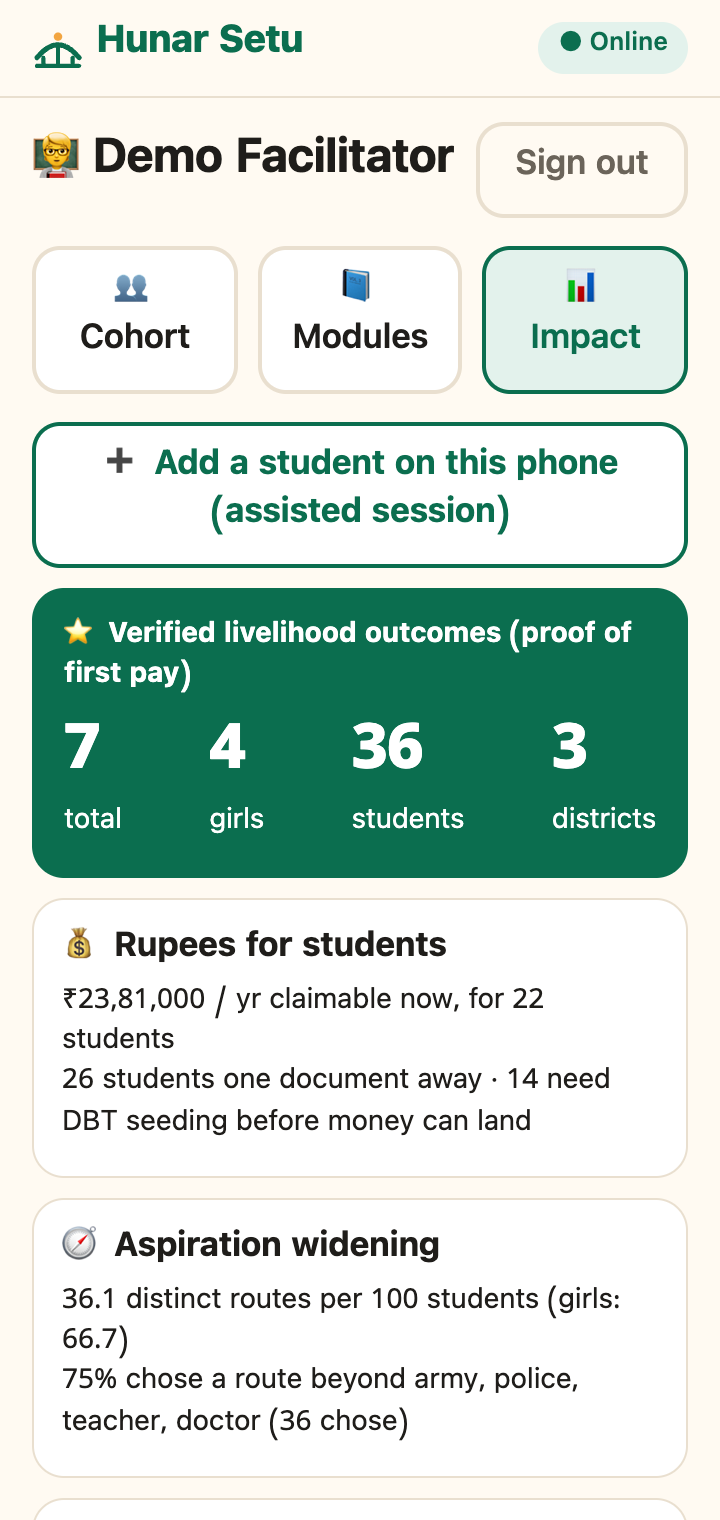 Hunar Setu
Online
Demo Facilitator
Sign out
Cohort
Modules
Impact
Add a student on this phone
(assisted session)
Verified livelihood outcomes (proof of
first pay)
7 4 36 3
total girls students districts
Rupees for students
₹23,81,000 / yr claimable now, for 22
students
26 students one document away · 14 need
DBT seeding before money can land
Aspiration widening
36.1 distinct routes per 100 students (girls:
66.7)
75% chose a route beyond army, police,
teacher, doctor (36 chose)